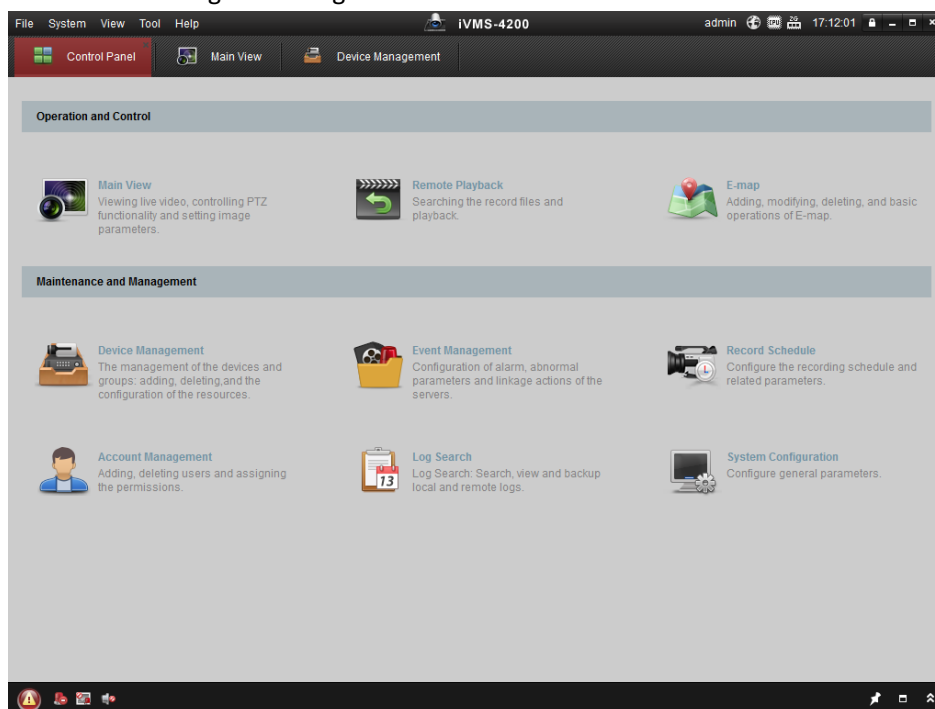 File System View Tool Help iVMS-4200 admin 17:12:01
Control Panel Main View Device Management
Operation and Control
Main View
Viewing live video, controlling PTZ
functionality and setting image
parameters.
Remote Playback
Searching the record files and
playback.
E-map
Adding, modifying, deleting, and basic
operations of E-map.
Maintenance and Management
Device Management
The management of the devices and
groups: adding, deleting,and the
configuration of the resources.
Event Management
Configuration of alarm, abnormal
parameters and linkage actions of the
servers.
Record Schedule
Configure the recording schedule and
related parameters.
Account Management
Adding, deleting users and assigning
the permissions.
13
Log Search
Log Search: Search, view and backup
local and remote logs.
System Configuration
Configure general parameters.